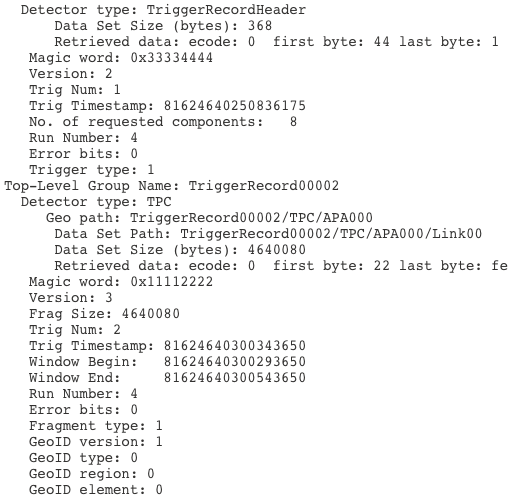 Detector type: TriggerRecordHeader
Data Set Size (bytes): 368
Retrieved data: ecode: 0  first byte: 44 last byte: 1
Magic word: 0x33334444
Version: 2
Trig Num: 1
Trig Timestamp: 81624640250836175
No. of requested components:   8
Run Number: 4
Error bits: 0
Trigger type: 1
Top-Level Group Name: TriggerRecord00002
Detector type: TPC
Geo path: TriggerRecord00002/TPC/APA000
Data Set Path: TriggerRecord00002/TPC/APA000/Link00
Data Set Size (bytes): 4640080
Retrieved data: ecode: 0  first byte: 22 last byte: fe
Magic word: 0x11112222
Version: 3
Frag Size: 4640080
Trig Num: 2
Trig Timestamp: 81624640300343650
Window Begin:   81624640300293650
Window End:     81624640300543650
Run Number: 4
Error bits: 0
Fragment type: 1
GeoID version: 1
GeoID type: 0
GeoID region: 0
GeoID element: 0